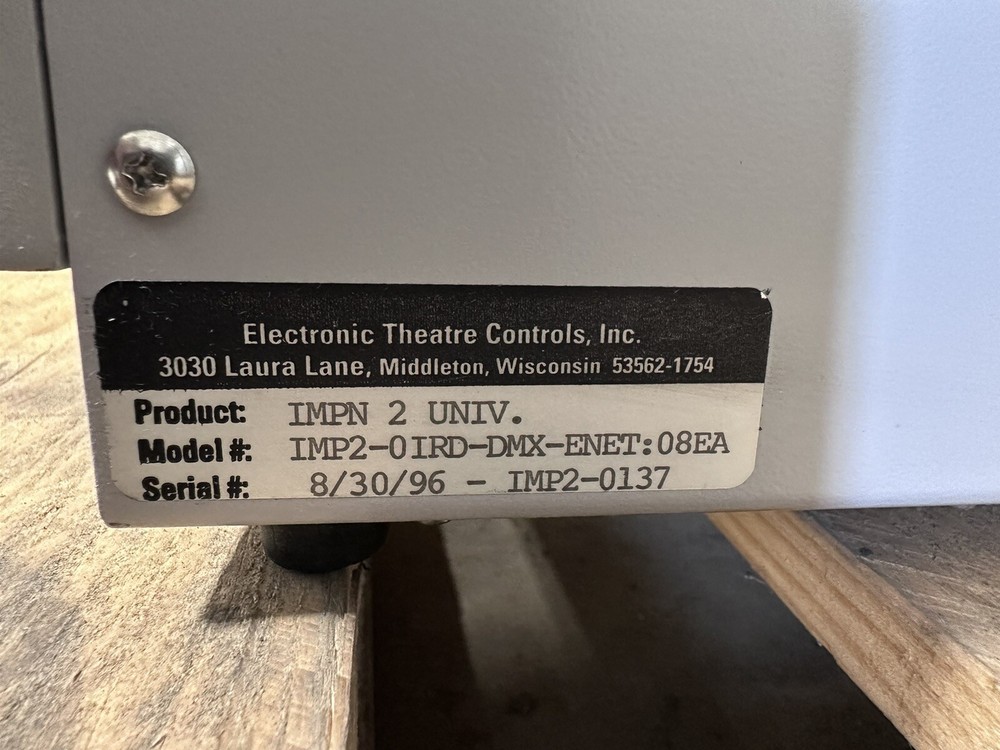 Electronic Theatre Controls, Inc.
3030 Laura Lane, Middleton, Wisconsin 53562-1754
Product: IMPN 2 UNIV.
Model #: IMP2-0IRD-DMX-ENET:08EA
Serial #: 8/30/96 - IMP2-0137